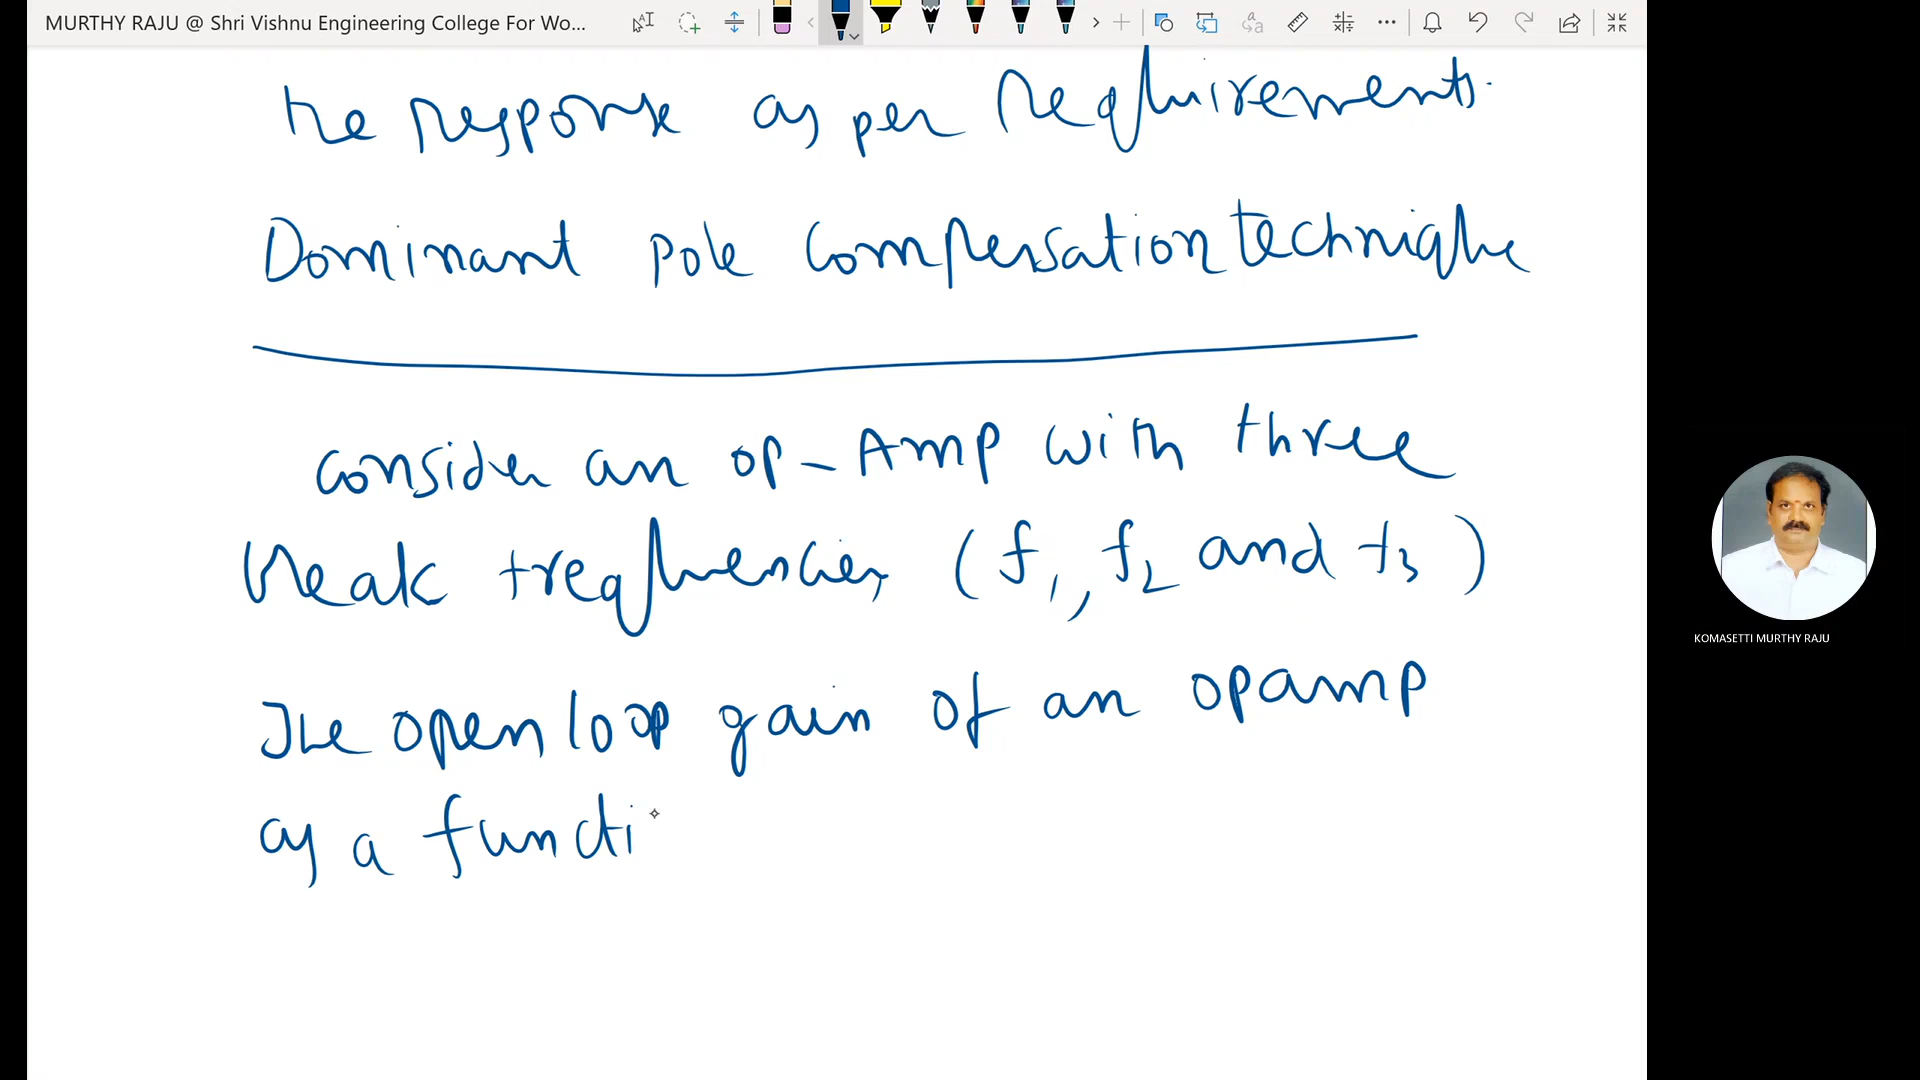 MURTHY RAJU @ Shri Vishnu Engineering College For Wo...
the response as per requirements.
Dominant pole compensation technique
consider an op-Amp with three
break frequencies (f1, f2 and f3)
The open loop gain of an opamp
as a functi
KOMASETTI MURTHY RAJU